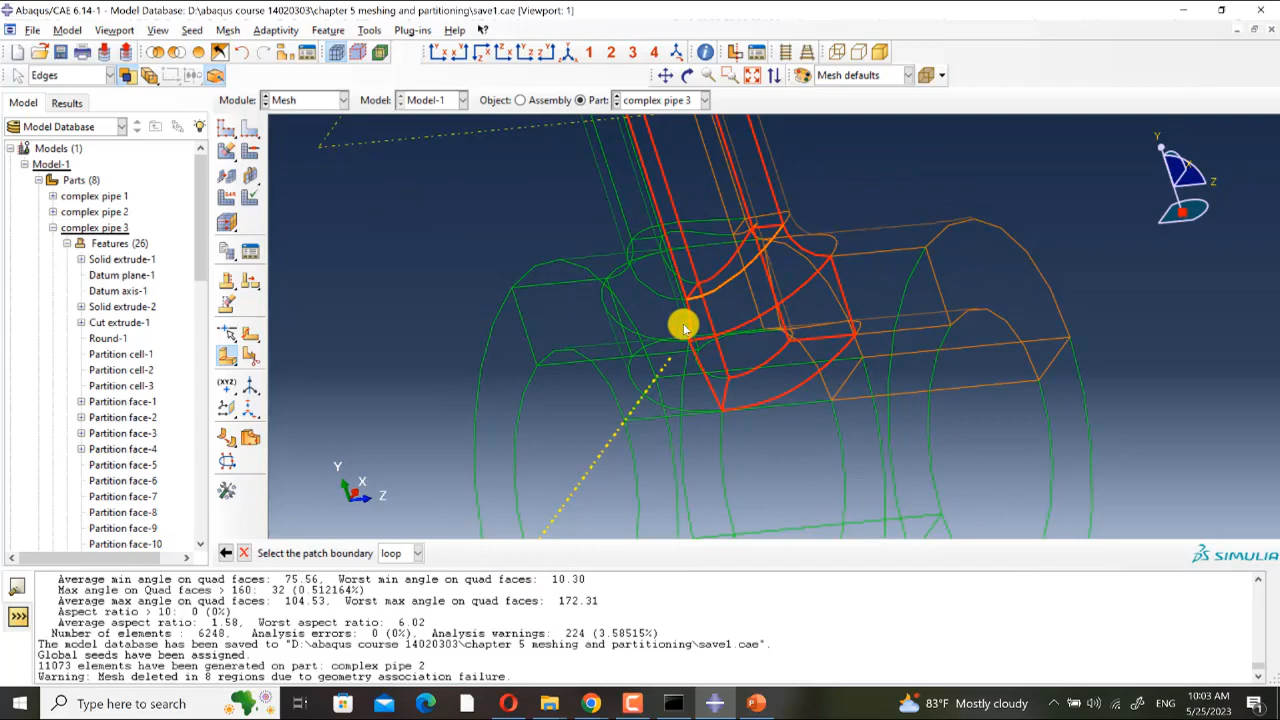 Abaqus/CAE 6.14-1 - Model Database: D:\abaqus course 14020303\chapter 5 meshing and partitioning\save1.cae [Viewport: 1]
File Model Viewport View Seed Mesh Adaptivity Feature Tools Plug-ins Help
1 2 3 4
Edges
Mesh defaults
Model Results
Module: Mesh Model: Model-1 Object: Assembly Part: complex pipe 3
Model Database
Models (1)
Model-1
Parts (8)
complex pipe 1
complex pipe 2
complex pipe 3
Features (26)
Solid extrude-1
Datum plane-1
Datum axis-1
Solid extrude-2
Cut extrude-1
Round-1
Partition cell-1
Partition cell-2
Partition cell-3
Partition face-1
Partition face-2
Partition face-3
Partition face-4
Partition face-5
Partition face-6
Partition face-7
Partition face-8
Partition face-9
Partition face-10
Y
Z
Y
X
Z
Select the patch boundary loop
SIMULIA
Average min angle on quad faces: 75.56, Worst min angle on quad faces: 10.30
Max angle on Quad faces > 160: 32 (0.512164%)
Average max angle on quad faces: 104.53, Worst max angle on quad faces: 172.31
Aspect ratio > 10: 0 (0%)
Average aspect ratio: 1.58, Worst aspect ratio: 6.02
Number of elements : 6248, Analysis errors: 0 (0%), Analysis warnings: 224 (3.58515%)
The model database has been saved to "D:\abaqus course 14020303\chapter 5 meshing and partitioning\save1.cae".
Global seeds have been assigned.
11073 elements have been generated on part: complex pipe 2
Warning: Mesh deleted in 8 regions due to geometry association failure.
Type here to search
83°F Mostly cloudy
ENG
10:03 AM
5/25/2023